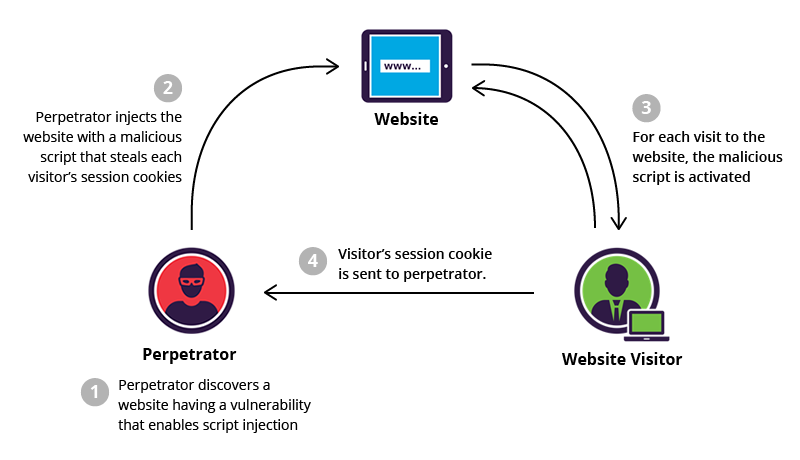 www...
Website
2
Perpetrator injects the
website with a malicious
script that steals each
visitor’s session cookies
3
For each visit to the
website, the malicious
script is activated
4
Visitor’s session cookie
is sent to perpetrator.
Perpetrator
Website Visitor
1
Perpetrator discovers a
website having a vulnerability
that enables script injection